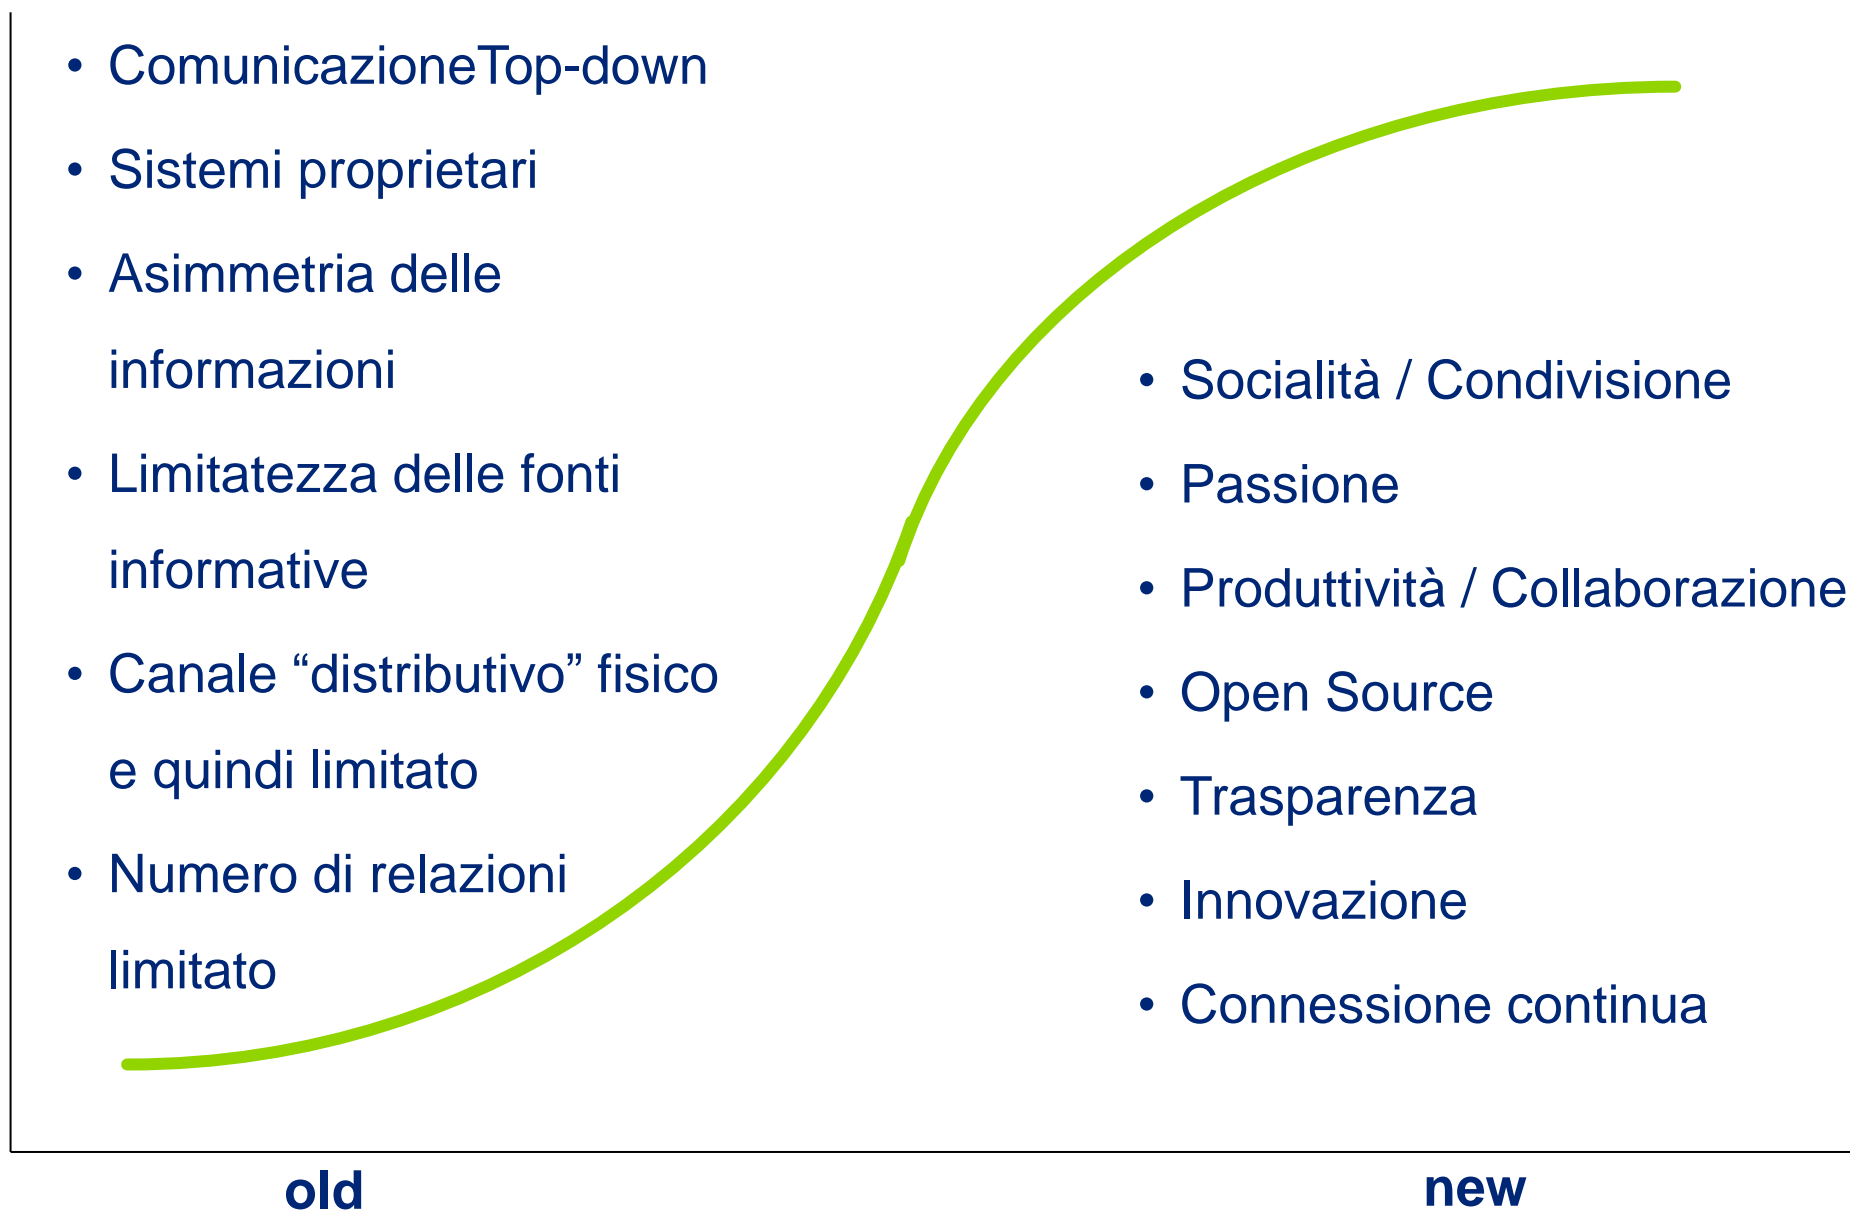 • ComunicazioneTop-down
• Sistemi proprietari
• Asimmetria delle
informazioni
• Limitatezza delle fonti
informative
• Canale “distributivo” fisico
e quindi limitato
• Numero di relazioni
limitato
• Socialità / Condivisione
• Passione
• Produttività / Collaborazione
• Open Source
• Trasparenza
• Innovazione
• Connessione continua
old
new